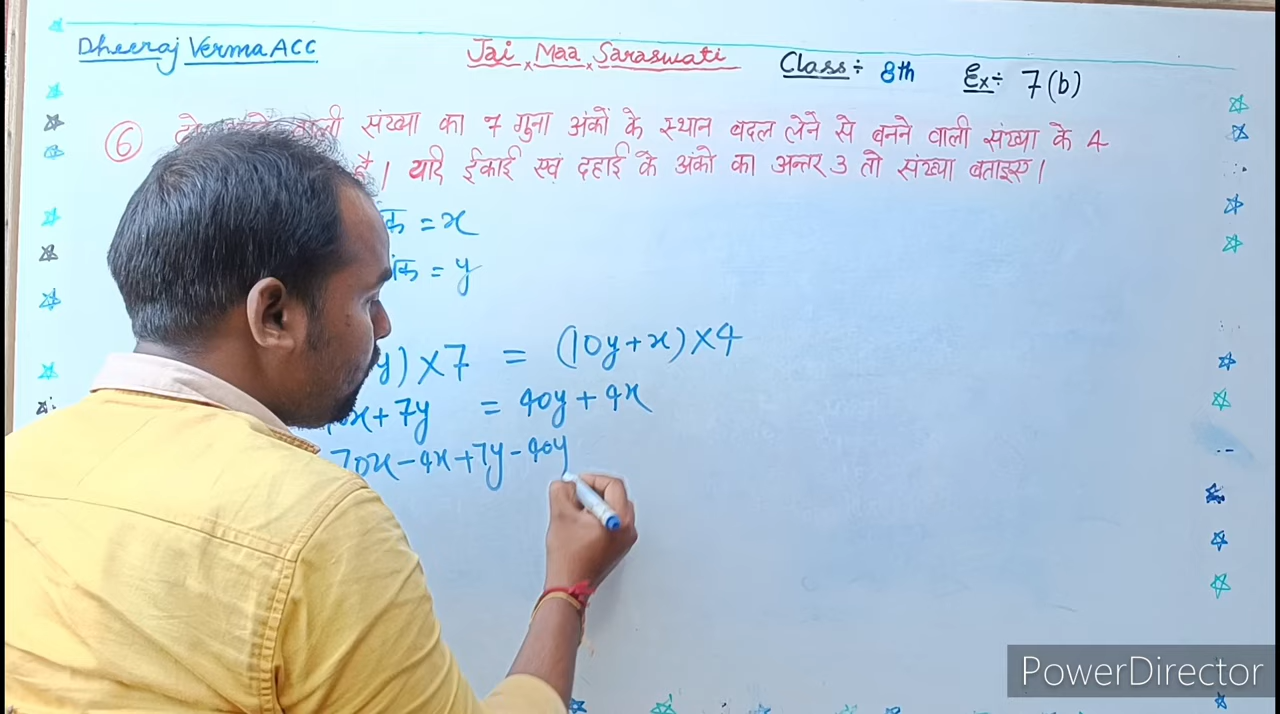 Dheeraj Verma ACC Jai Maa Saraswati Class ÷ 8th Ex ÷ 7(b)
6 वाली संख्या का 7 गुना अंकों के स्थान बदल लेने से बनने वाली संख्या के 4
है। यदि ईकाई एवं दहाई के अंको का अन्तर 3 तो संख्या बताइए।
= x
= y
y) × 7 = (10y + x) × 4
x + 7y = 40y + 4x
70x - 4x + 7y - 40y
PowerDirector